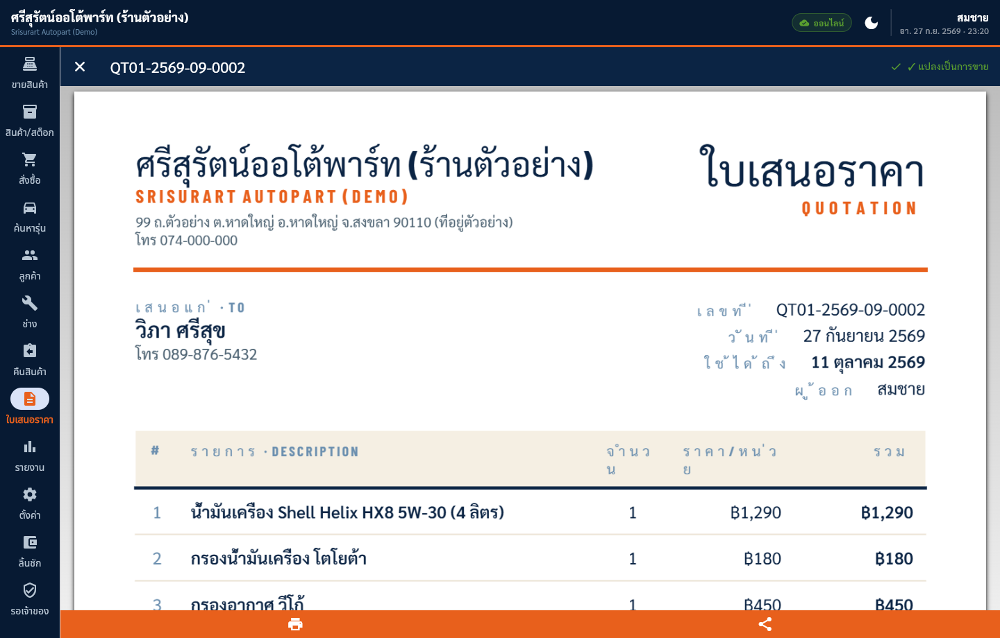 ศรีสุรัตน์ออโต้พาร์ท (ร้านตัวอย่าง)
Srisurart Autopart (Demo)
ออนไลน์
สมชาย
อา. 27 ก.ย. 2569 · 23:20
ขายสินค้า
สินค้า/สต็อก
สั่งซื้อ
ค้นหารุ่น
ลูกค้า
ช่าง
คืนสินค้า
ใบเสนอราคา
รายงาน
ตั้งค่า
ลิ้นชัก
รอเจ้าของ
QT01-2569-09-0002
✓ แปลงเป็นการขาย
ศรีสุรัตน์ออโต้พาร์ท (ร้านตัวอย่าง)
SRISURART AUTOPART (DEMO)
99 ถ.ตัวอย่าง ต.หาดใหญ่ อ.หาดใหญ่ จ.สงขลา 90110 (ที่อยู่ตัวอย่าง)
โทร 074-000-000
ใบเสนอราคา
QUOTATION
เสนอแก่ · TO
วิภา ศรีสุข
โทร 089-876-5432
เลขที่ QT01-2569-09-0002
วันที่ 27 กันยายน 2569
ใช้ได้ถึง 11 ตุลาคม 2569
ผู้ออก สมชาย
# รายการ · DESCRIPTION จำนวน ราคา/หน่วย รวม
1 น้ำมันเครื่อง Shell Helix HX8 5W-30 (4 ลิตร) 1 ฿1,290 ฿1,290
2 กรองน้ำมันเครื่อง โตโยต้า 1 ฿180 ฿180
3 กรองอากาศ วีโก้ 1 ฿450 ฿450